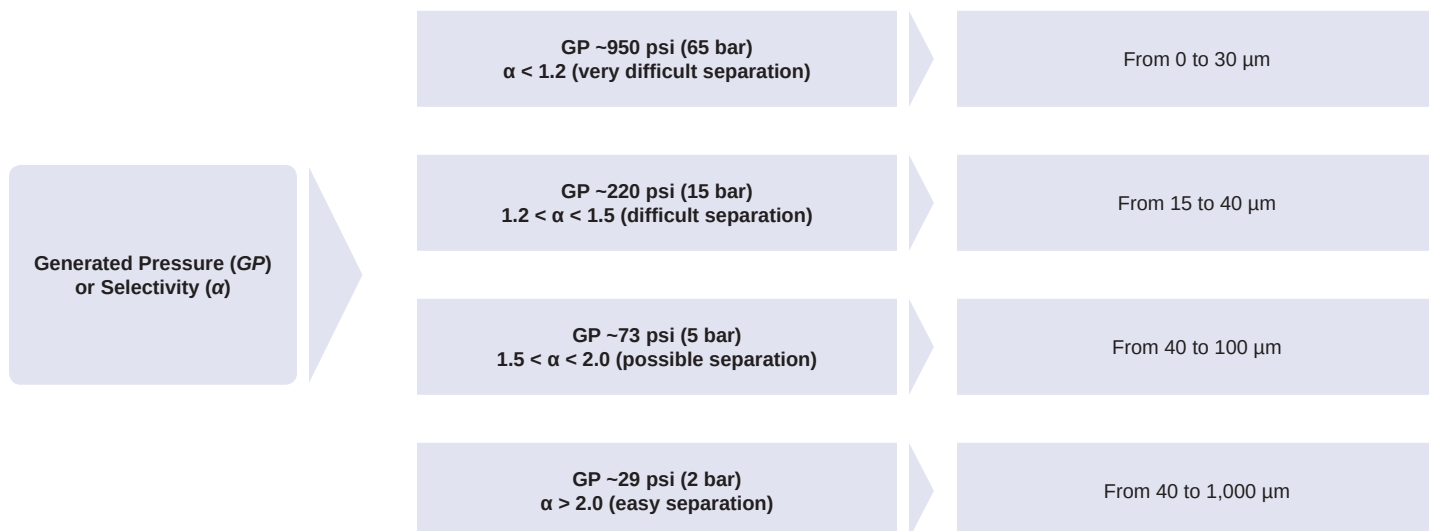 GP ~950 psi (65 bar)
α < 1.2 (very difficult separation)
From 0 to 30 µm
GP ~220 psi (15 bar)
1.2 < α < 1.5 (difficult separation)
From 15 to 40 µm
Generated Pressure (GP)
or Selectivity (α)
GP ~73 psi (5 bar)
1.5 < α < 2.0 (possible separation)
From 40 to 100 µm
GP ~29 psi (2 bar)
α > 2.0 (easy separation)
From 40 to 1,000 µm